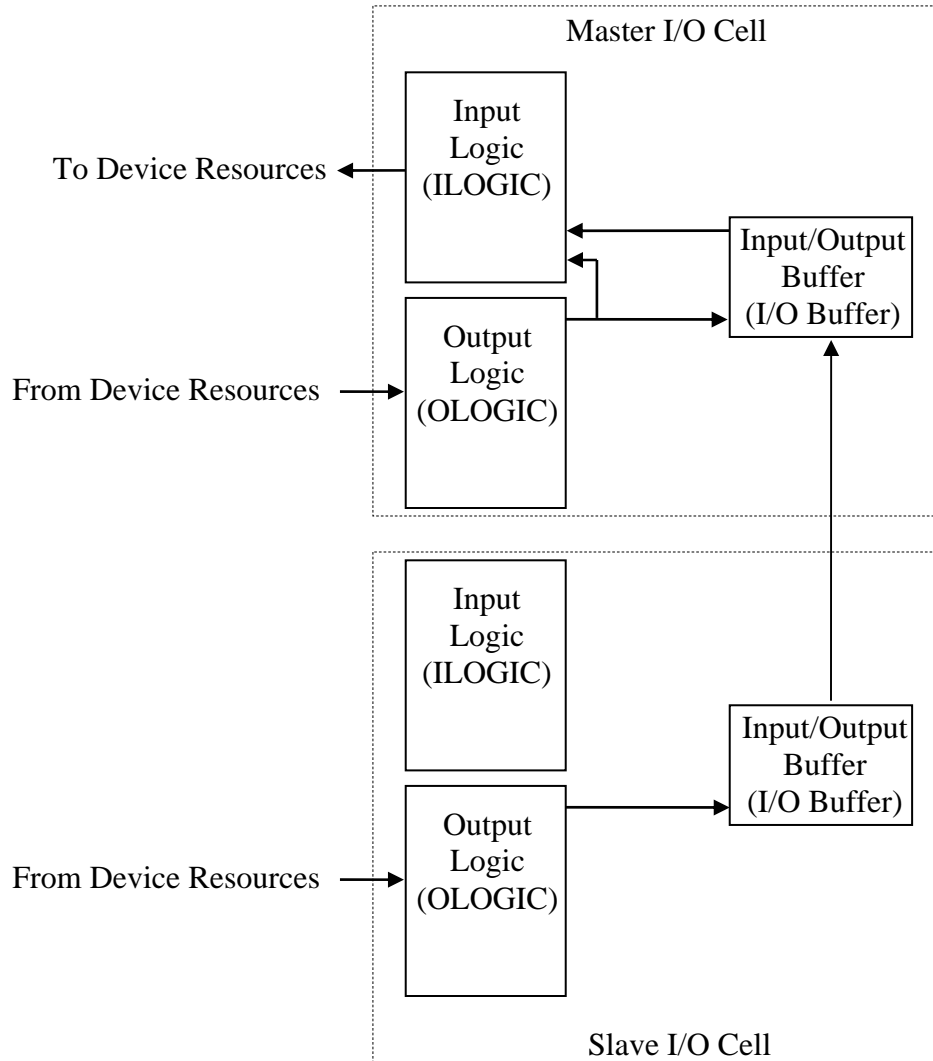 Master I/O Cell
Input
Logic
(ILOGIC)
To Device Resources
Input/Output
Buffer
(I/O Buffer)
Output
Logic
(OLOGIC)
From Device Resources
Input
Logic
(ILOGIC)
Input/Output
Buffer
(I/O Buffer)
Output
Logic
(OLOGIC)
From Device Resources
Slave I/O Cell